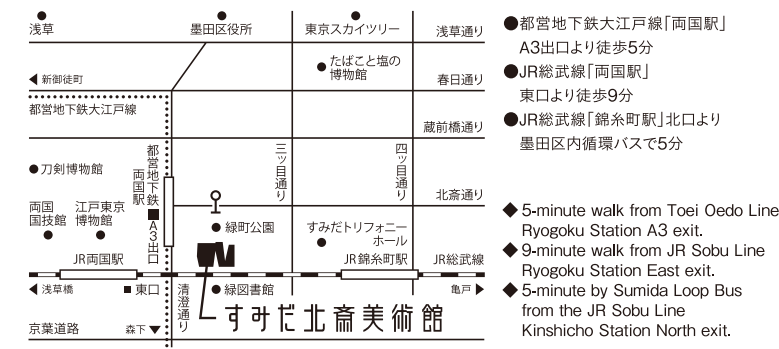 浅草
墨田区役所
東京スカイツリー
浅草通り
たばこと塩の
博物館
新御徒町
春日通り
都営地下鉄大江戸線
蔵前橋通り
都営地下鉄
両国駅
A3出口
三ッ目通り
四ッ目通り
刀剣博物館
北斎通り
両国
国技館
江戸東京
博物館
緑町公園
すみだトリフォニー
ホール
JR両国駅
JR錦糸町駅
JR総武線
浅草橋
東口
清澄通り
緑図書館
亀戸
すみだ北斎美術館
京葉道路
森下
●都営地下鉄大江戸線「両国駅」
A3出口より徒歩5分
●JR総武線「両国駅」
東口より徒歩9分
●JR総武線「錦糸町駅」北口より
墨田区内循環バスで5分
◆ 5-minute walk from Toei Oedo Line
Ryogoku Station A3 exit.
◆ 9-minute walk from JR Sobu Line
Ryogoku Station East exit.
◆ 5-minute by Sumida Loop Bus
from the JR Sobu Line
Kinshicho Station North exit.